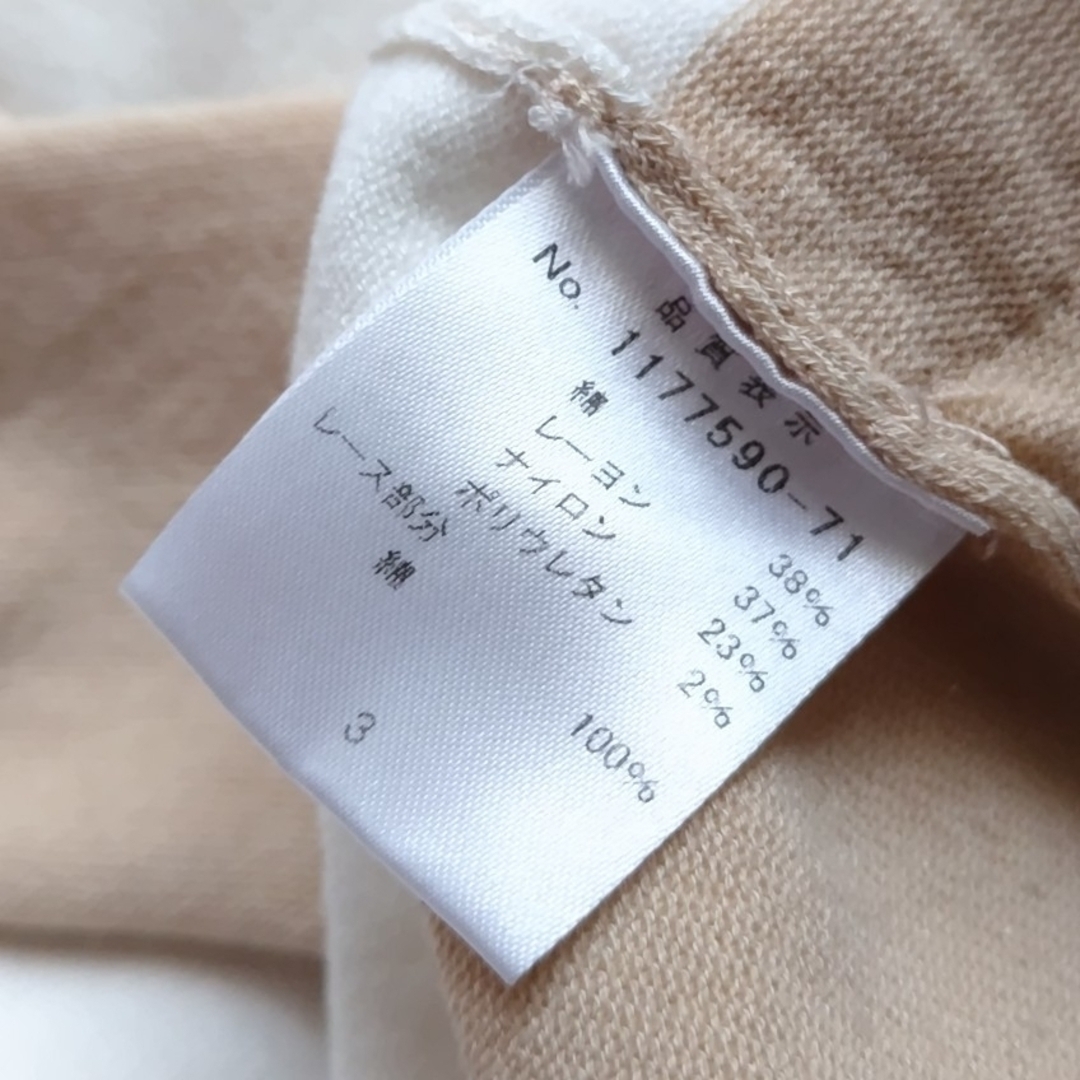 品質表示
No. 1177590-71
綿 38%
レーヨン 37%
ナイロン 23%
ポリウレタン 2%
レース部分
綿 100%
3